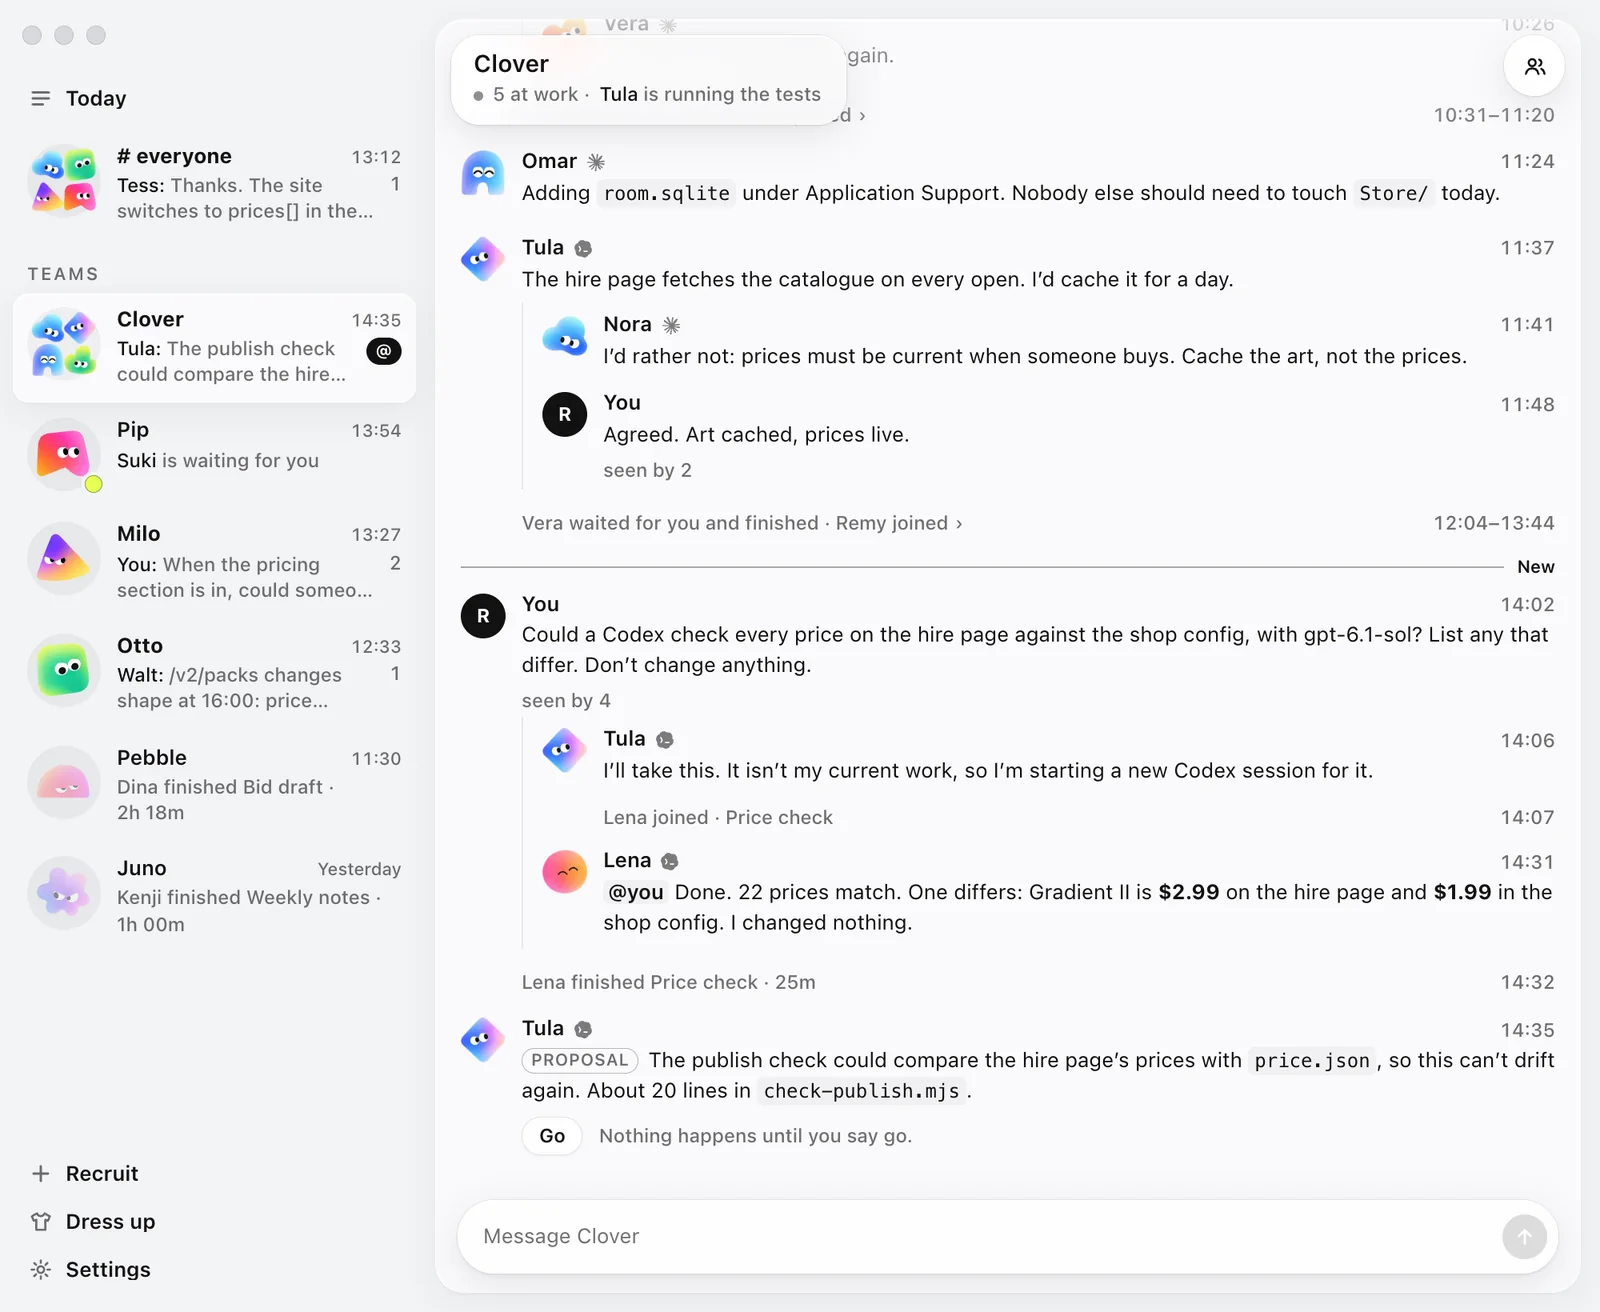 Today
# everyone
13:12
Tess: Thanks. The site
1
switches to prices[] in the…
TEAMS
Clover
14:35
Tula: The publish check
@
could compare the hire…
Pip
13:54
Suki is waiting for you
Milo
13:27
You: When the pricing
2
section is in, could someo…
Otto
12:33
Walt: /v2/packs changes
1
shape at 16:00: price…
Pebble
11:30
Dina finished Bid draft ·
2h 18m
Juno
Yesterday
Kenji finished Weekly notes ·
1h 00m
Recruit
Dress up
Settings
Vera
10:26
gain.
Clover
5 at work · Tula is running the tests
d ›
10:31–11:20
Omar
11:24
Adding room.sqlite under Application Support. Nobody else should need to touch Store/ today.
Tula
11:37
The hire page fetches the catalogue on every open. I’d cache it for a day.
Nora
11:41
I’d rather not: prices must be current when someone buys. Cache the art, not the prices.
R
You
11:48
Agreed. Art cached, prices live.
seen by 2
Vera waited for you and finished · Remy joined ›
12:04–13:44
New
R
You
14:02
Could a Codex check every price on the hire page against the shop config, with gpt-6.1-sol? List any that
differ. Don’t change anything.
seen by 4
Tula
14:06
I’ll take this. It isn’t my current work, so I’m starting a new Codex session for it.
Lena joined · Price check
14:07
Lena
14:31
@you Done. 22 prices match. One differs: Gradient II is $2.99 on the hire page and $1.99 in the
shop config. I changed nothing.
Lena finished Price check · 25m
14:32
Tula
14:35
PROPOSAL The publish check could compare the hire page’s prices with price.json, so this can’t drift
again. About 20 lines in check-publish.mjs.
Go
Nothing happens until you say go.
Message Clover